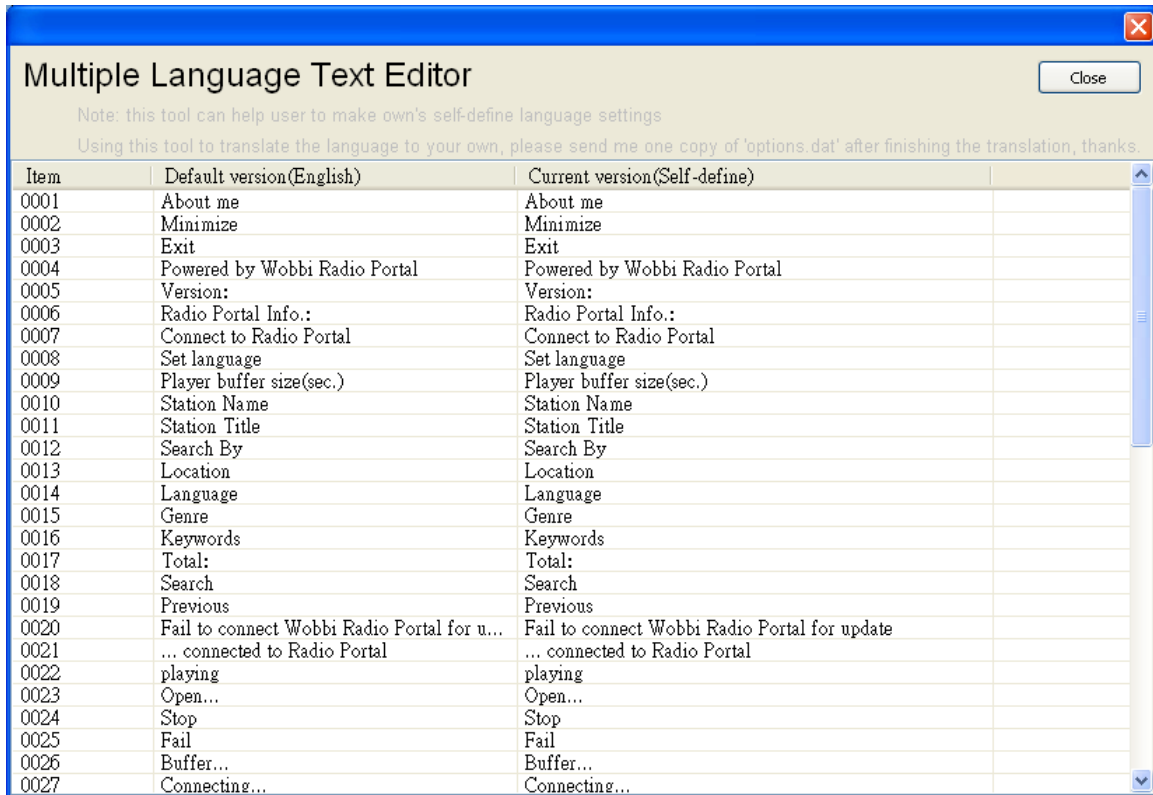 Multiple Language Text Editor
Close
Note: this tool can help user to make own's self-define language settings
Using this tool to translate the language to your own, please send me one copy of 'options.dat' after finishing the translation, thanks.
Item Default version(English) Current version(Self-define)
0001 About me About me
0002 Minimize Minimize
0003 Exit Exit
0004 Powered by Wobbi Radio Portal Powered by Wobbi Radio Portal
0005 Version: Version:
0006 Radio Portal Info.: Radio Portal Info.:
0007 Connect to Radio Portal Connect to Radio Portal
0008 Set language Set language
0009 Player buffer size(sec.) Player buffer size(sec.)
0010 Station Name Station Name
0011 Station Title Station Title
0012 Search By Search By
0013 Location Location
0014 Language Language
0015 Genre Genre
0016 Keywords Keywords
0017 Total: Total:
0018 Search Search
0019 Previous Previous
0020 Fail to connect Wobbi Radio Portal for u... Fail to connect Wobbi Radio Portal for update
0021 ... connected to Radio Portal ... connected to Radio Portal
0022 playing playing
0023 Open... Open...
0024 Stop Stop
0025 Fail Fail
0026 Buffer... Buffer...
0027 Connecting... Connecting...